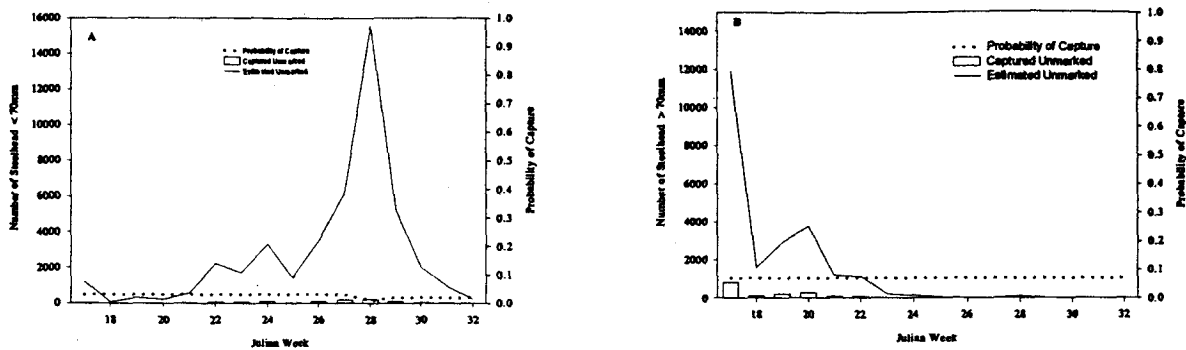 A
Probability of Capture
Captured Unmarked
Estimated Unmarked
16000
14000
12000
10000
8000
6000
4000
2000
0
1.0
0.9
0.8
0.7
0.6
0.5
0.4
0.3
0.2
0.1
0.0
18 20 22 24 26 28 30 32
Number of Steelhead < 70mm
Probability of Capture
Julian Week
B
Probability of Capture
Captured Unmarked
Estimated Unmarked
14000
12000
10000
8000
6000
4000
2000
0
1.0
0.9
0.8
0.7
0.6
0.5
0.4
0.3
0.2
0.1
0.0
18 20 22 24 26 28 30 32
Number of Steelhead > 70mm
Probability of Capture
Julian Week